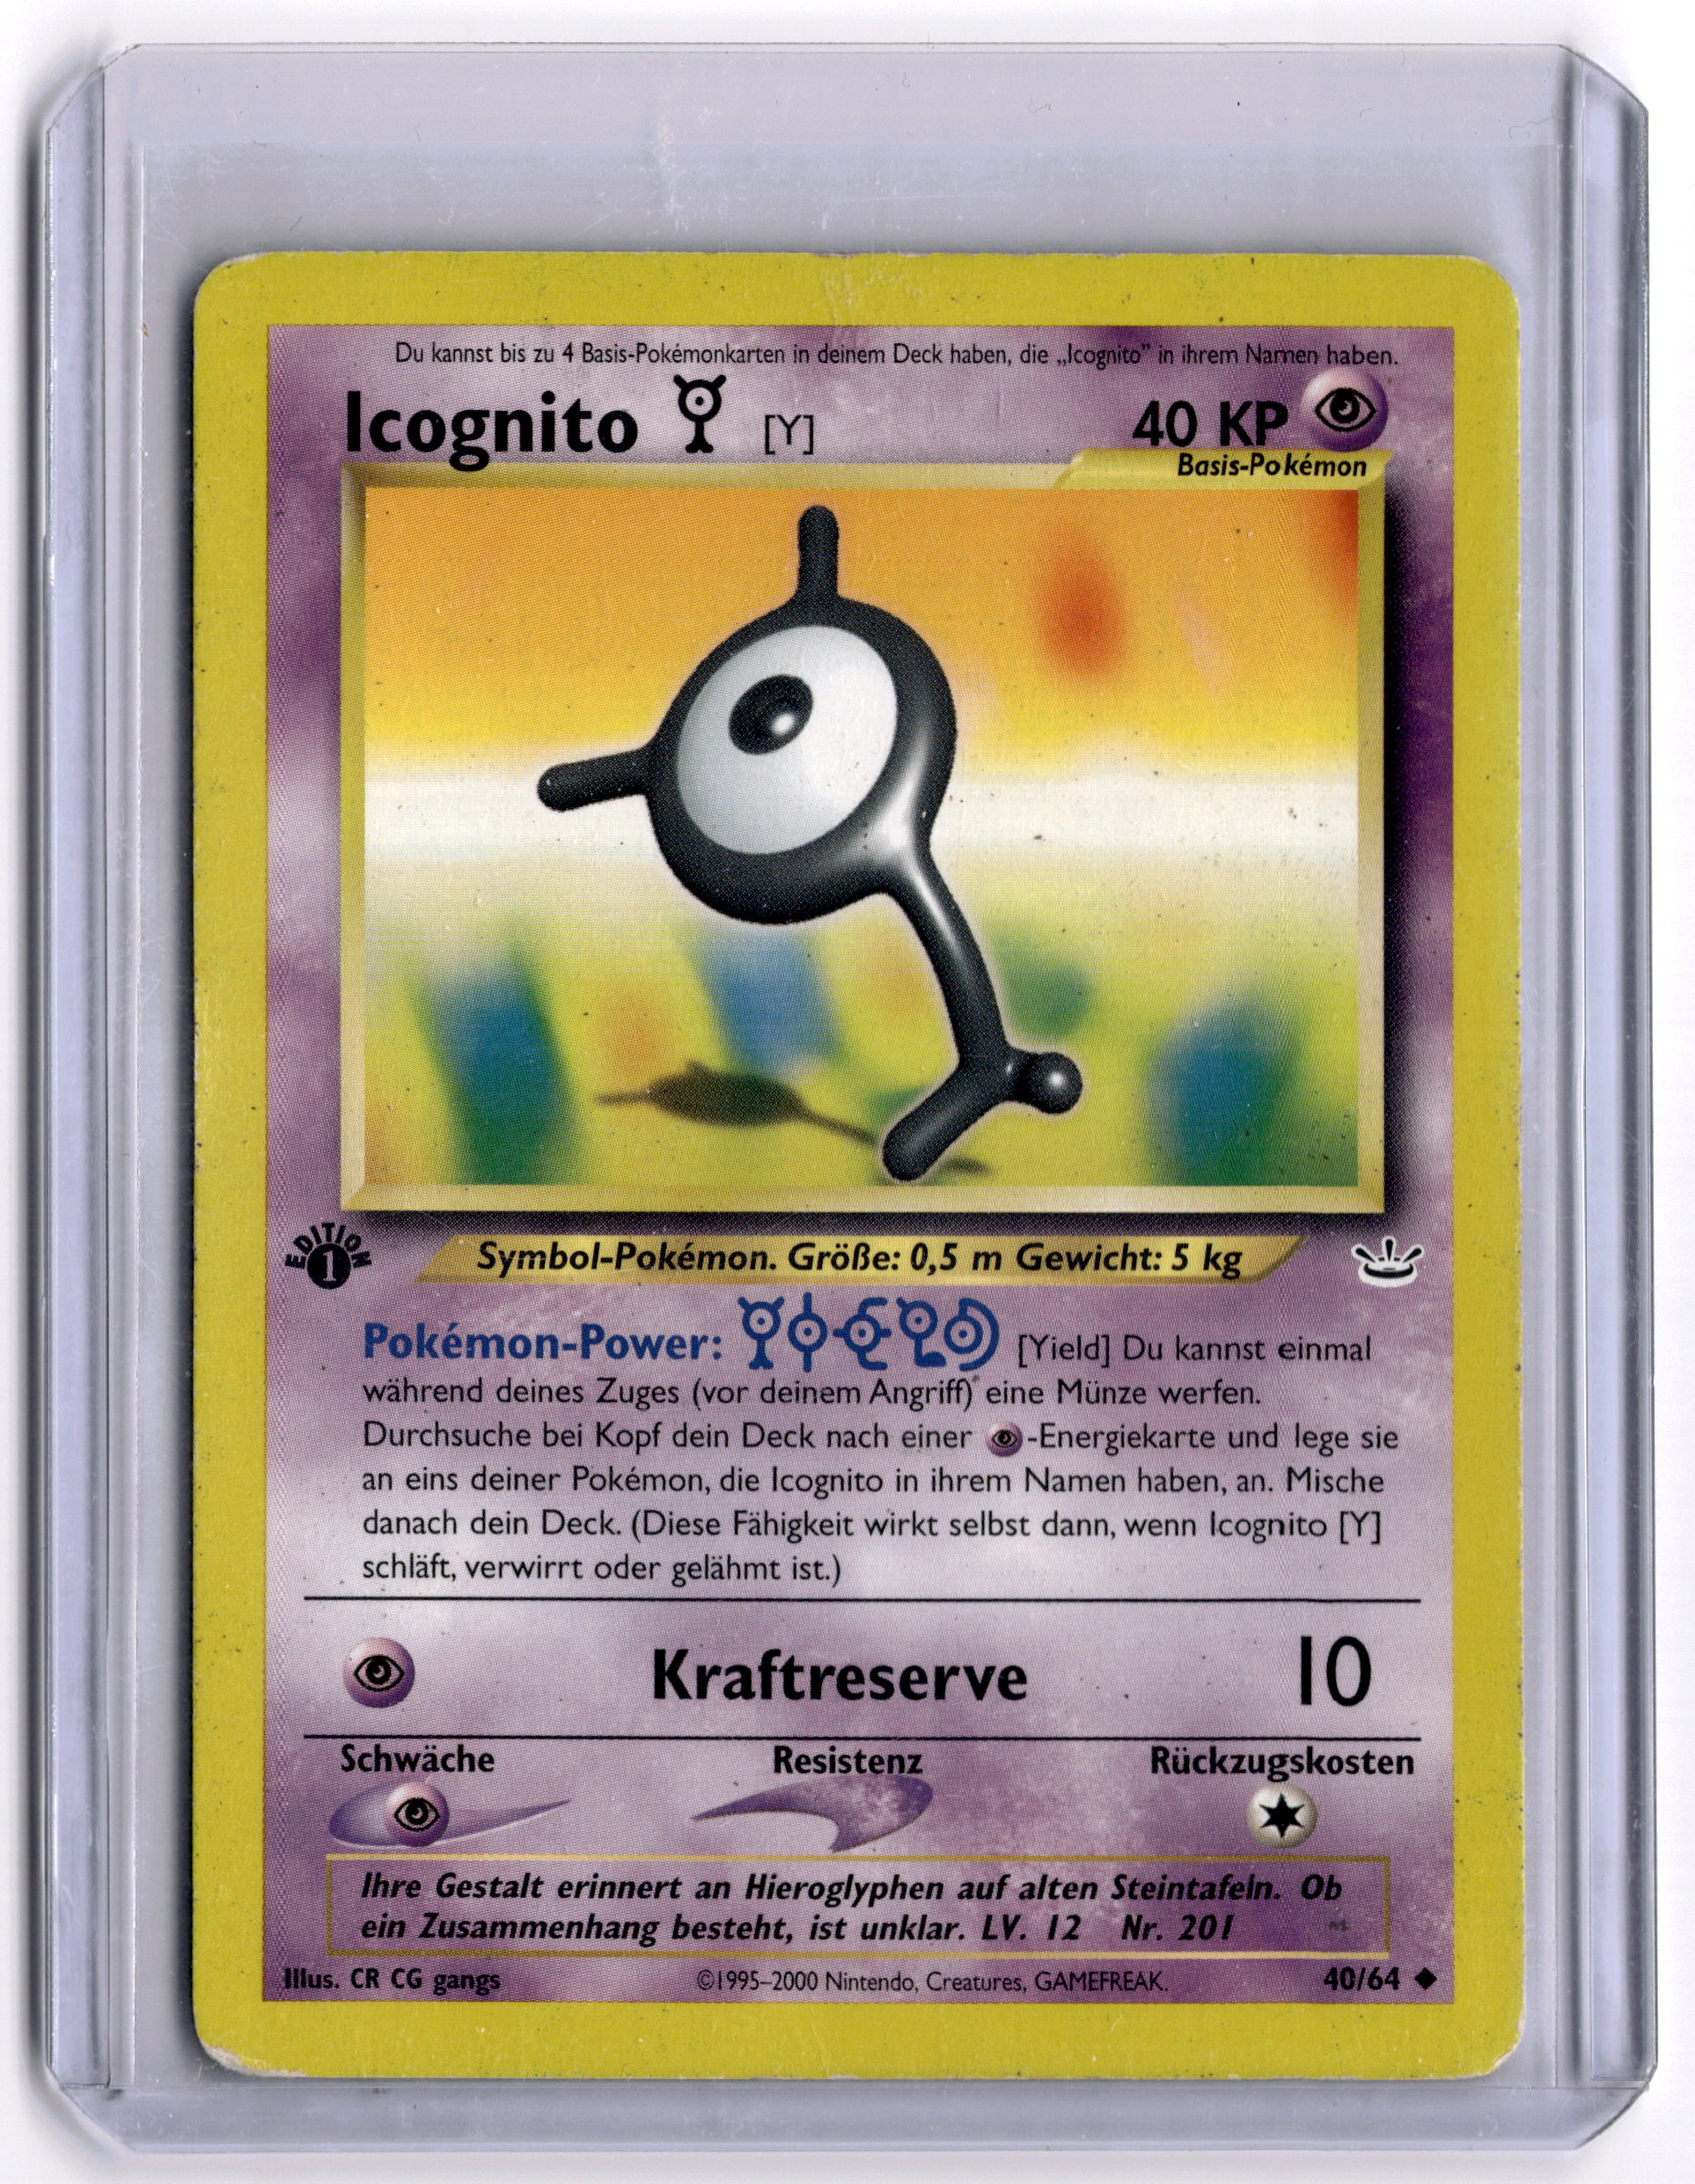 Du kannst bis zu 4 Basis-Pokémonkarten in deinem Deck haben, die „Icognito” in ihrem Namen haben.
Icognito Y [Y] 40 KP
Basis-Pokémon
EDITION 1
Symbol-Pokémon. Größe: 0,5 m Gewicht: 5 kg
Pokémon-Power: YIELD [Yield] Du kannst einmal
während deines Zuges (vor deinem Angriff) eine Münze werfen.
Durchsuche bei Kopf dein Deck nach einer -Energiekarte und lege sie
an eins deiner Pokémon, die Icognito in ihrem Namen haben, an. Mische
danach dein Deck. (Diese Fähigkeit wirkt selbst dann, wenn Icognito [Y]
schläft, verwirrt oder gelähmt ist.)
Kraftreserve 10
Schwäche Resistenz Rückzugskosten
Ihre Gestalt erinnert an Hieroglyphen auf alten Steintafeln. Ob
ein Zusammenhang besteht, ist unklar. LV. 12 Nr. 201
Illus. CR CG gangs ©1995–2000 Nintendo, Creatures, GAMEFREAK. 40/64 ◆